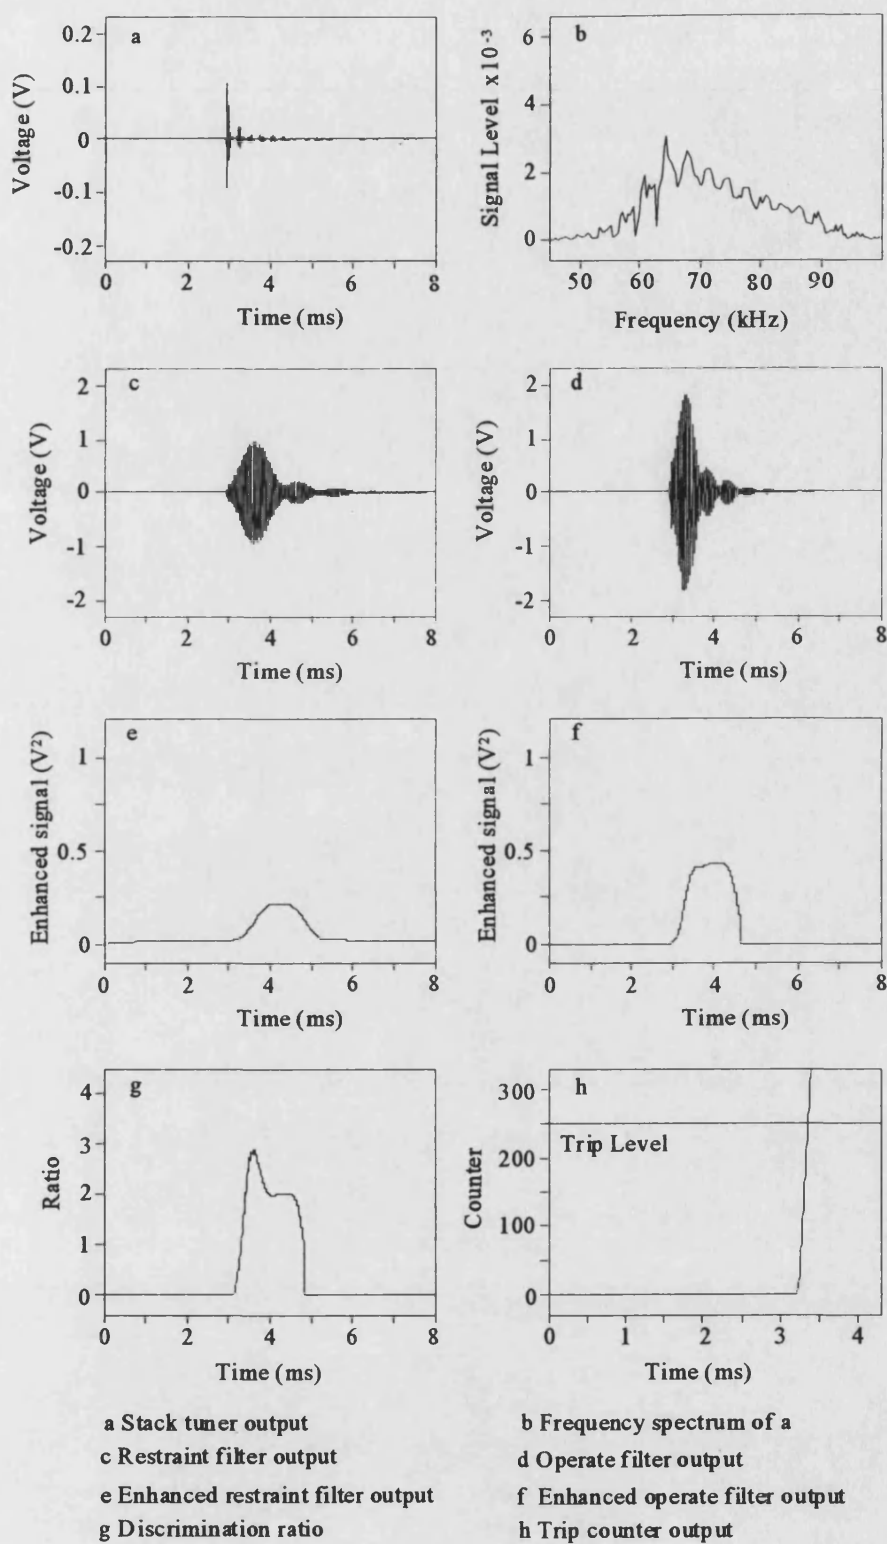 a
0.2
0.1
0
-0.1
-0.2
Voltage (V)
0 2 4 6 8
Time (ms)
b
6
4
2
0
Signal Level x10⁻³
50 60 70 80 90
Frequency (kHz)
c
2
1
0
-1
-2
Voltage (V)
0 2 4 6 8
Time (ms)
d
2
1
0
-1
-2
Voltage (V)
0 2 4 6 8
Time (ms)
e
1
0.5
0
Enhanced signal (V²)
0 2 4 6 8
Time (ms)
f
1
0.5
0
Enhanced signal (V²)
0 2 4 6 8
Time (ms)
g
4
3
2
1
0
Ratio
0 2 4 6 8
Time (ms)
h
300
200
100
0
Counter
Trip Level
0 1 2 3 4
Time (ms)
a Stack tuner output
b Frequency spectrum of a
c Restraint filter output
d Operate filter output
e Enhanced restraint filter output
f Enhanced operate filter output
g Discrimination ratio
h Trip counter output